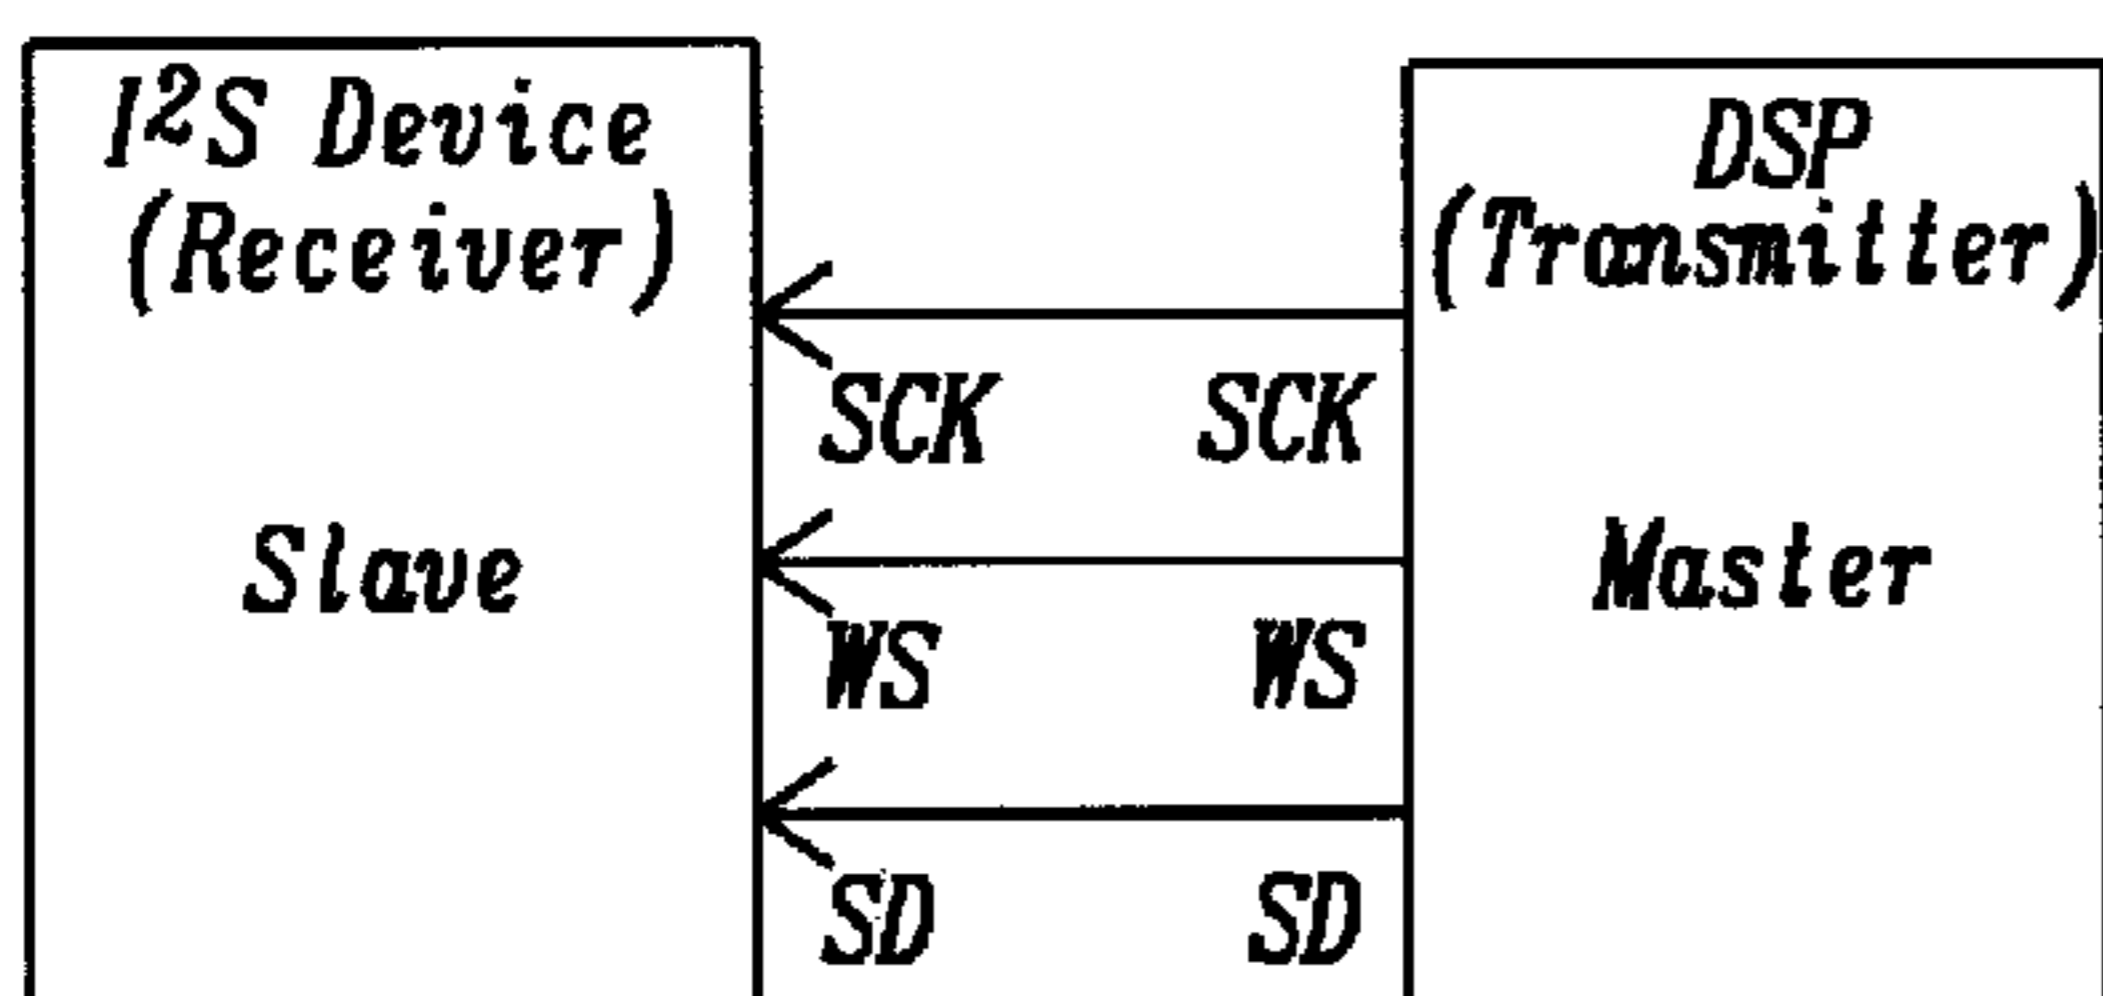 I²S Device
(Receiver)
Slave
DSP
(Transmitter)
Master
SCK SCK
WS WS
SD SD